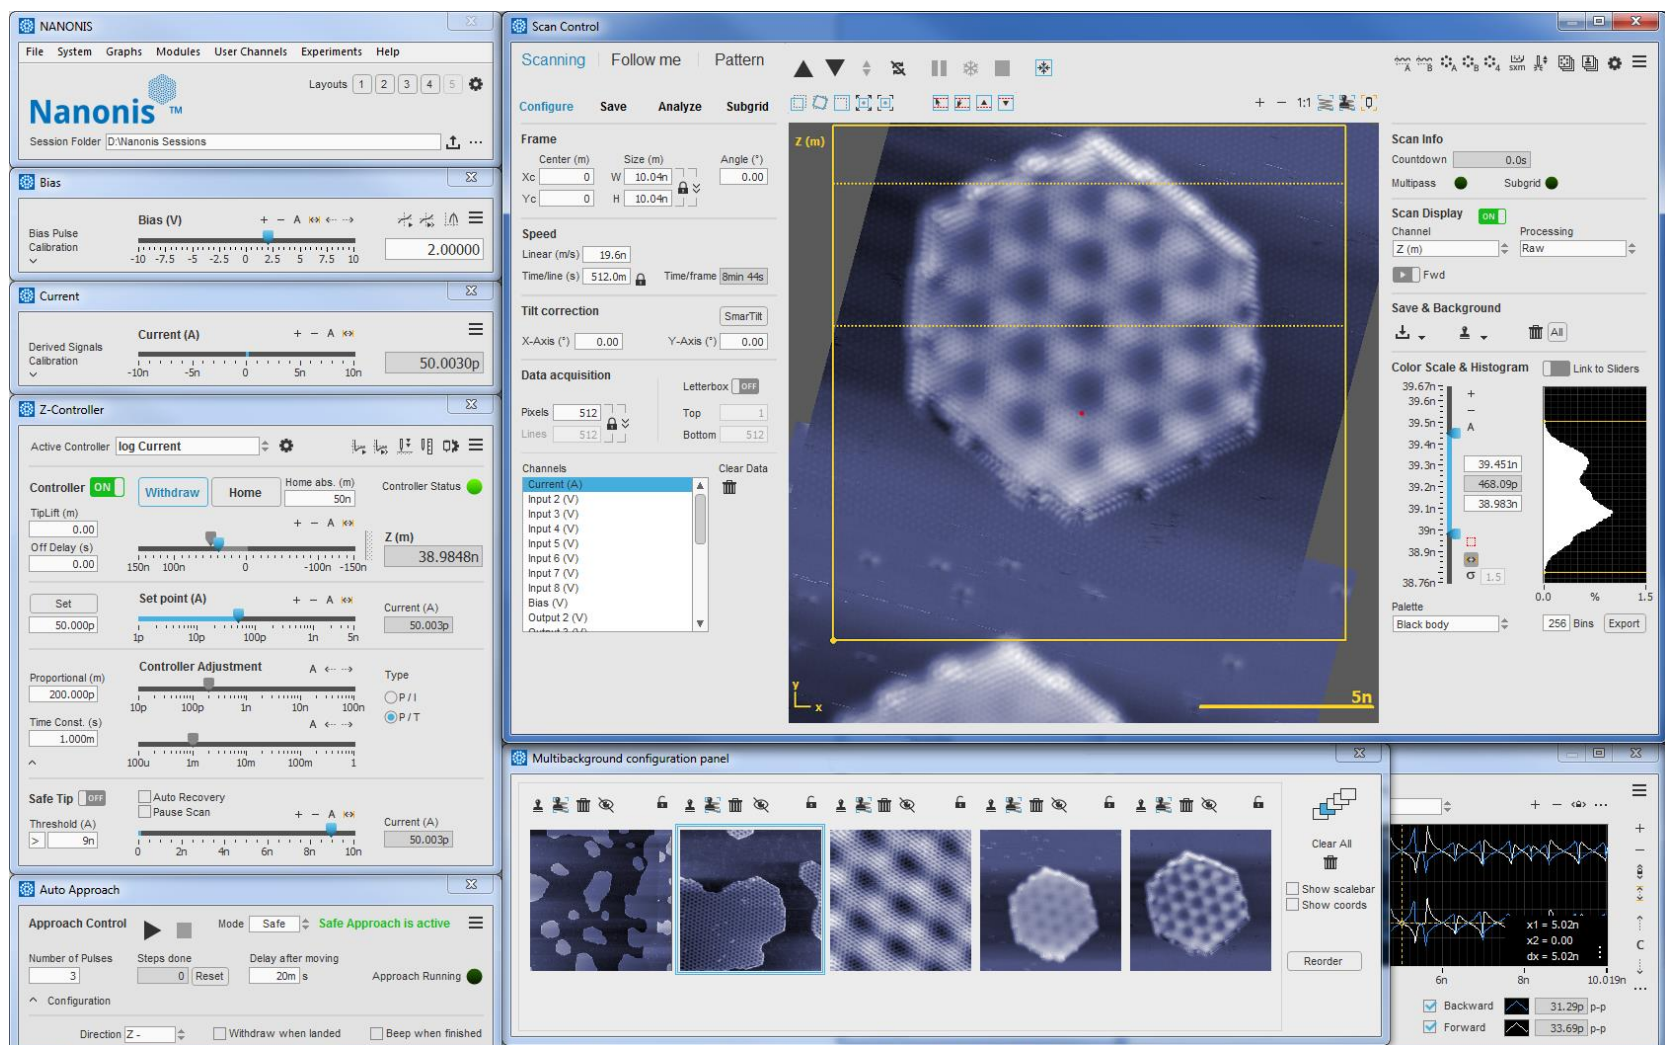 NANONIS
File System Graphs Modules User Channels Experiments Help
Layouts 1 2 3 4 5
Nanonis™
Session Folder D:\Nanonis Sessions
Bias
Bias (V)
+ − A
Bias Pulse
Calibration
-10 -7.5 -5 -2.5 0 2.5 5 7.5 10
2.00000
Current
Current (A)
+ − A
Derived Signals
Calibration
-10n -5n 0 5n 10n
50.0030p
Z-Controller
Active Controller log Current
Controller ON Withdraw Home Home abs. (m) 50n Controller Status
TipLift (m)
0.00
+ − A
Off Delay (s)
0.00
150n 100n 0 -100n -150n
Z (m)
38.9848n
Set
50.000p
Set point (A)
+ − A
1p 10p 100p 1n 5n
Current (A)
50.003p
Controller Adjustment
A
Proportional (m)
200.000p
10p 100p 1n 10n 100n
Type
P / I
P / T
Time Const. (s)
1.000m
A
100u 1m 10m 100m 1
Safe Tip OFF
Auto Recovery
Pause Scan
+ − A
Threshold (A)
> 9n
0 2n 4n 6n 8n 10n
Current (A)
50.003p
Auto Approach
Approach Control Mode Safe Safe Approach is active
Number of Pulses Steps done Delay after moving
3 0 Reset 20m s Approach Running
Configuration
Direction Z - Withdraw when landed Beep when finished
Scan Control
Scanning Follow me Pattern
Configure Save Analyze Subgrid
+ − 1:1
A B A B 4 sxm
Frame
Center (m) Size (m) Angle (°)
Xc 0 W 10.04n 0.00
Yc 0 H 10.04n
Speed
Linear (m/s) 19.6n
Time/line (s) 512.0m Time/frame 8min 44s
Tilt correction SmarTilt
X-Axis (°) 0.00 Y-Axis (°) 0.00
Data acquisition
Letterbox OFF
Pixels 512 Top 1
Lines 512 Bottom 512
Channels Clear Data
Current (A)
Input 2 (V)
Input 3 (V)
Input 4 (V)
Input 5 (V)
Input 6 (V)
Input 7 (V)
Input 8 (V)
Bias (V)
Output 2 (V)
Output 3 (V)
Z (m)
y
x
5n
Scan Info
Countdown 0.0s
Multipass Subgrid
Scan Display ON
Channel Processing
Z (m) Raw
Fwd
Save & Background
All
Color Scale & Histogram Link to Sliders
39.67n
39.6n
39.5n
39.4n
39.3n
39.2n
39.1n
39n
38.9n
38.76n
+
−
A
39.451n
468.09p
38.983n
σ 1.5
0.0 % 1.5
Palette
Black body 256 Bins Export
Multibackground configuration panel
Clear All
Show scalebar
Show coords
Reorder
+ −
+
−
x1 = 5.02n
x2 = 0.00
dx = 5.02n
C
6n 8n 10.019n
Backward 31.29p p-p
Forward 33.69p p-p